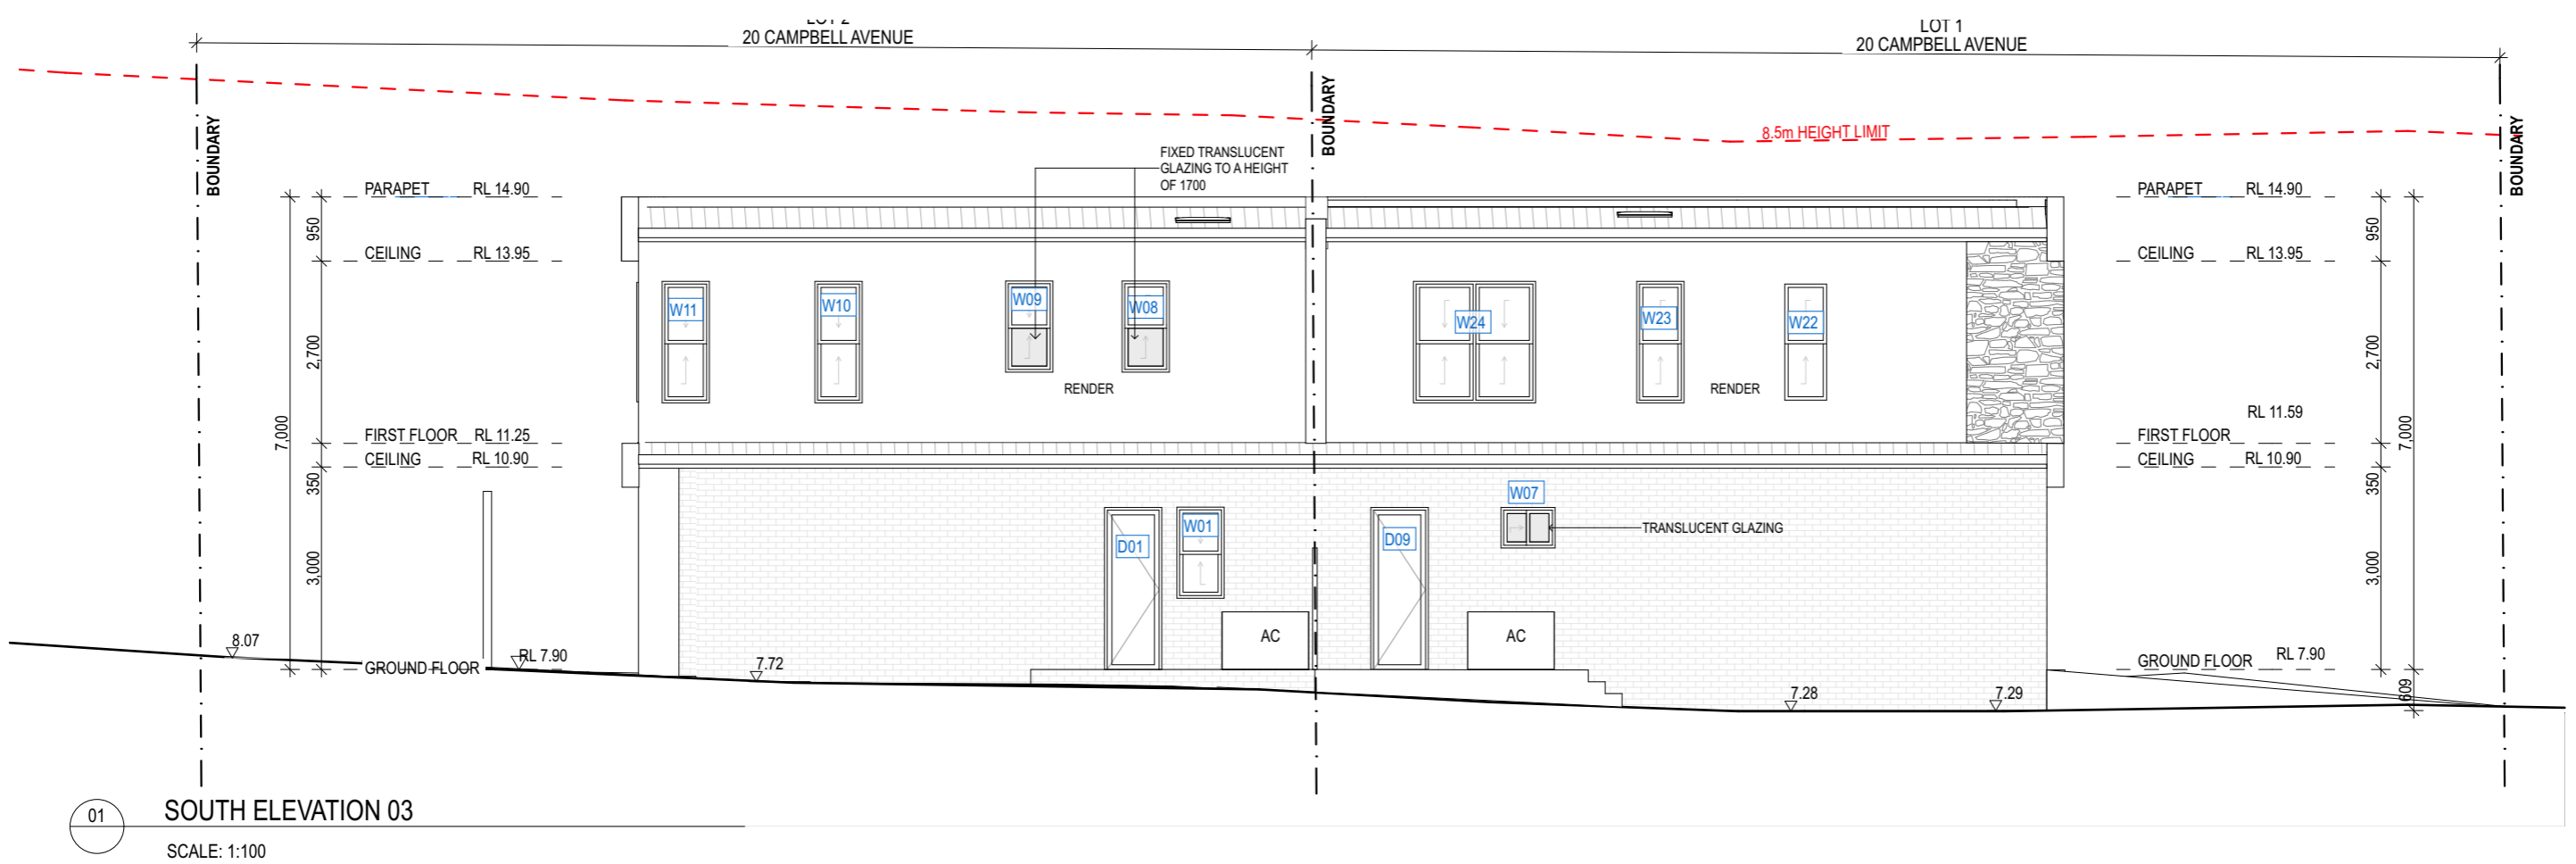 LOT 2
20 CAMPBELL AVENUE
LOT 1
20 CAMPBELL AVENUE
BOUNDARY
BOUNDARY
BOUNDARY
8.5m HEIGHT LIMIT
FIXED TRANSLUCENT
GLAZING TO A HEIGHT
OF 1700
PARAPET RL 14.90
PARAPET RL 14.90
950
950
CEILING RL 13.95
CEILING RL 13.95
W11
W10
W09
W08
W24
W23
W22
2,700
2,700
RENDER
RENDER
7,000
7,000
RL 11.59
FIRST FLOOR RL 11.25
FIRST FLOOR
CEILING RL 10.90
CEILING RL 10.90
350
350
W07
W01
TRANSLUCENT GLAZING
D01
D09
3,000
3,000
AC
AC
8.07
RL 7.90
GROUND FLOOR
7.72
GROUND FLOOR RL 7.90
7.28
7.29
609
01
SOUTH ELEVATION 03
SCALE: 1:100